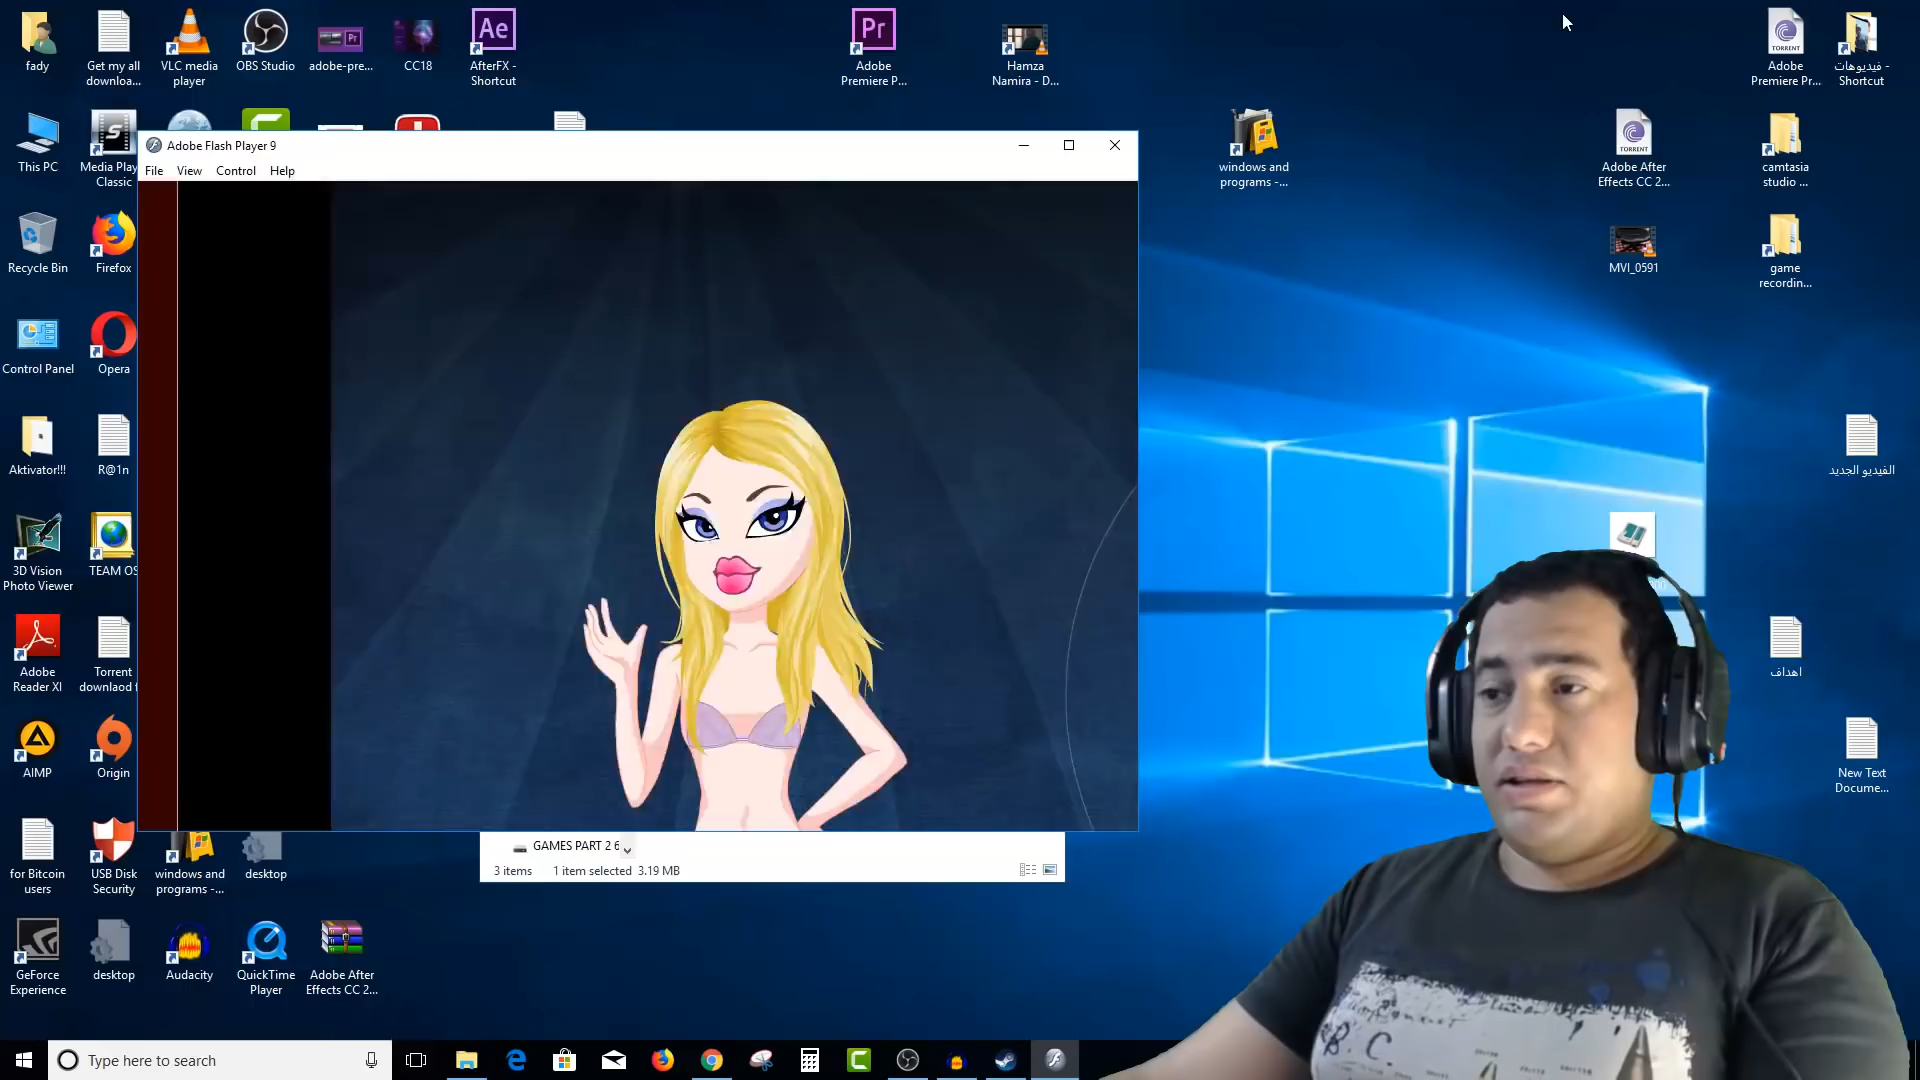 fady
Get my all
downloa...
VLC media
player
OBS Studio
adobe-pre...
CC18
AfterFX -
Shortcut
Adobe
Premiere P...
Hamza
Namira - D...
Adobe
Premiere Pr...
فيديوهات -
Shortcut
This PC
Media Play
Classic
windows and
programs -...
TORRENT
Adobe After
Effects CC 2...
camtasia
studio ...
Adobe Flash Player 9
File
View
Control
Help
Recycle Bin
Firefox
MVI_0591
game
recordin...
Control Panel
Opera
Aktivator!!!
R@1n
الفيديو الجديد
3D Vision
Photo Viewer
TEAM OS
Adobe
Reader XI
Torrent
downlaod f
اهداف
AIMP
Origin
New Text
Docume...
for Bitcoin
users
USB Disk
Security
windows and
programs -...
desktop
GAMES PART 2 6
3 items
1 item selected 3.19 MB
GeForce
Experience
desktop
Audacity
QuickTime
Player
Adobe After
Effects CC 2...
B. C.
Type here to search